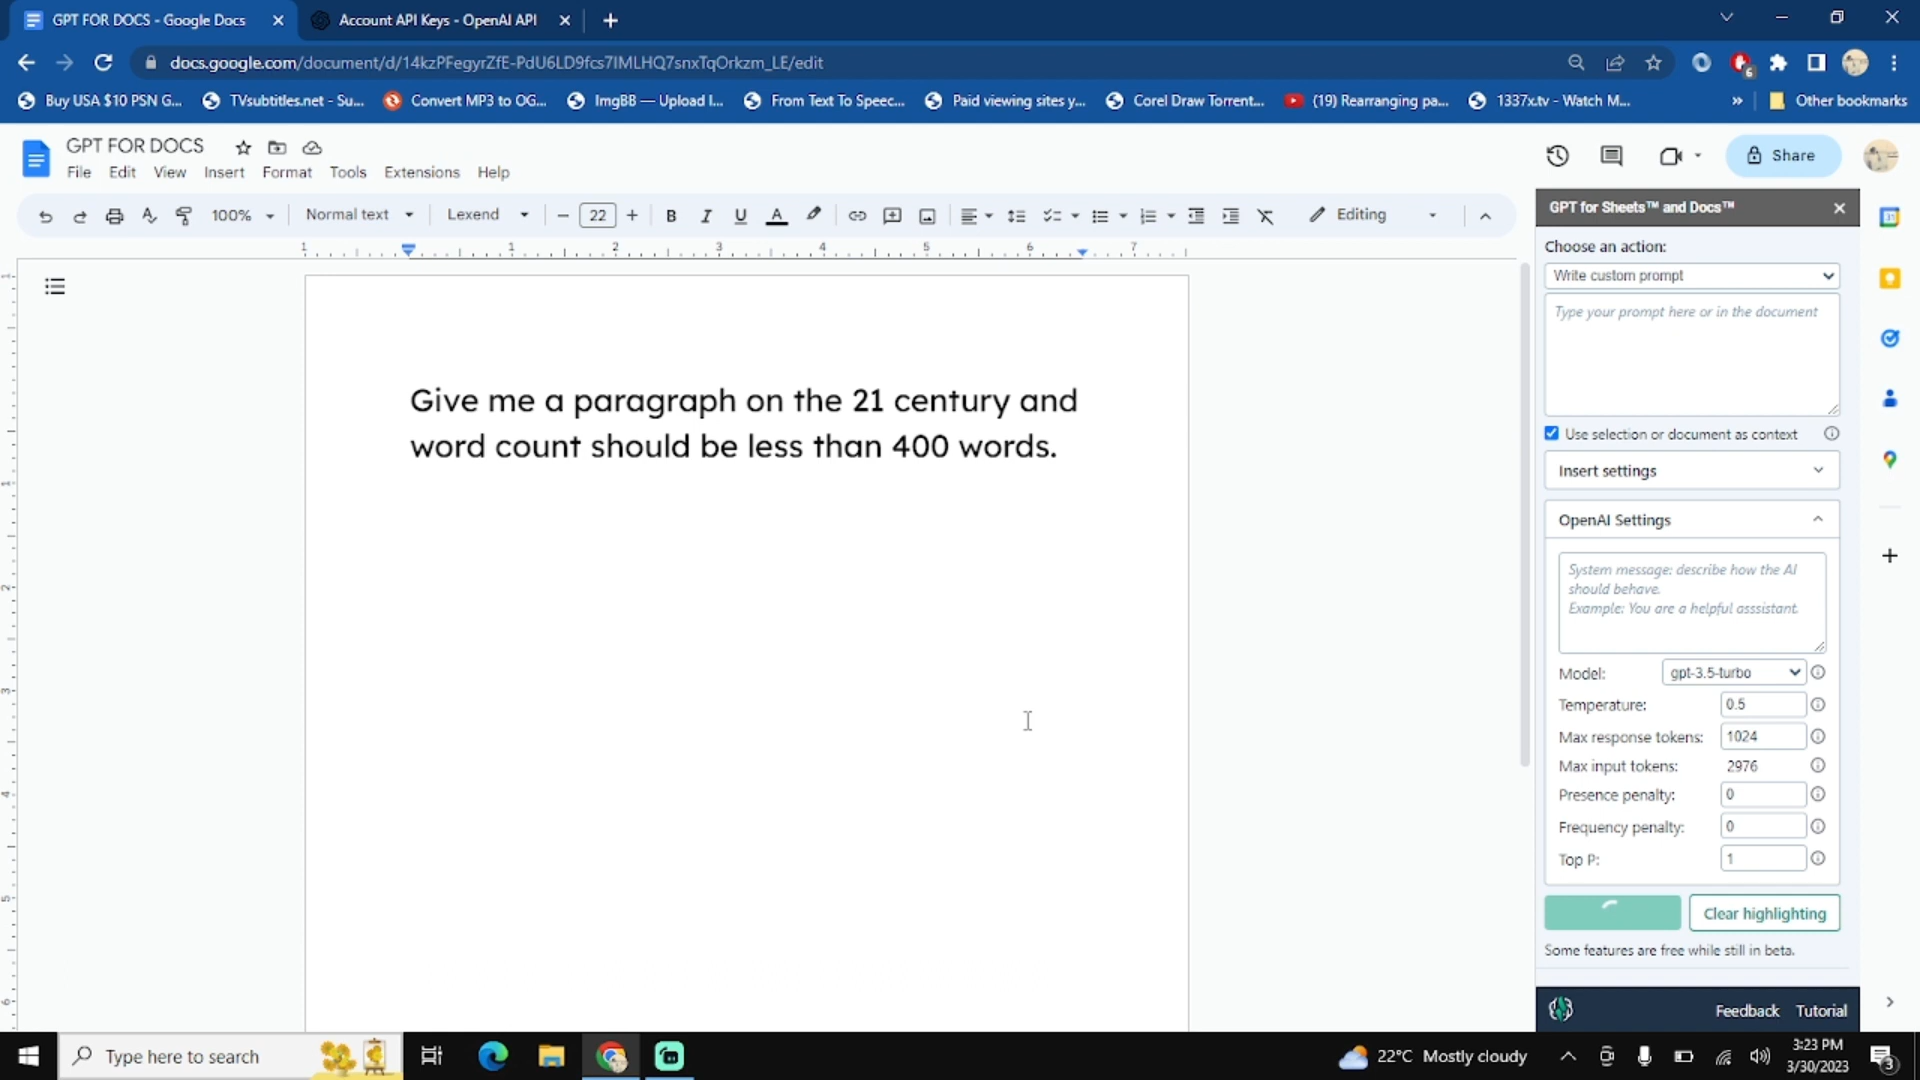 GPT FOR DOCS - Google Docs
Account API Keys - OpenAI API
docs.google.com/document/d/14kzPFegyrZfE-PdU6LD9fcs7IMLHQ7snxTqOrkzm_LE/edit
Buy USA $10 PSN G... TVsubtitles.net - Su... Convert MP3 to OG... ImgBB — Upload I... From Text To Speec... Paid viewing sites y... Corel Draw Torrent... (19) Rearranging pa... 1337x.tv - Watch M... » Other bookmarks
GPT FOR DOCS
File Edit View Insert Format Tools Extensions Help
Share
100% Normal text Lexend 22 Editing
1 1 2 3 4 5 6 7
Give me a paragraph on the 21 century and
word count should be less than 400 words.
GPT for Sheets™ and Docs™
Choose an action:
Write custom prompt
Type your prompt here or in the document
Use selection or document as context
Insert settings
OpenAI Settings
System message: describe how the AI
should behave.
Example: You are a helpful asssistant.
Model: gpt-3.5-turbo
Temperature: 0.5
Max response tokens: 1024
Max input tokens: 2976
Presence penalty: 0
Frequency penalty: 0
Top P: 1
Clear highlighting
Some features are free while still in beta.
Feedback Tutorial
Type here to search
22°C Mostly cloudy
3:23 PM
3/30/2023
3